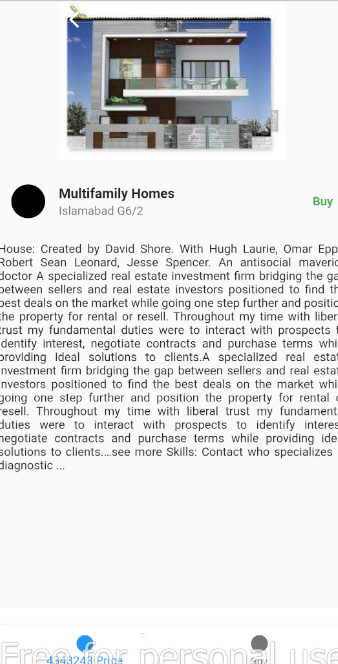 Multifamily Homes
Buy
Islamabad G6/2
House: Created by David Shore. With Hugh Laurie, Omar Epp
Robert Sean Leonard, Jesse Spencer. An antisocial maveric
doctor A specialized real estate investment firm bridging the ga
between sellers and real estate investors positioned to find th
best deals on the market while going one step further and positio
the property for rental or resell. Throughout my time with liber
trust my fundamental duties were to interact with prospects t
identify interest, negotiate contracts and purchase terms whi
providing ideal solutions to clients.A specialized real estat
investment firm bridging the gap between sellers and real estat
investors positioned to find the best deals on the market whi
going one step further and position the property for rental o
resell. Throughout my time with liberal trust my fundament
duties were to interact with prospects to identify interes
negotiate contracts and purchase terms while providing ide
solutions to clients....see more Skills: Contact who specializes
diagnostic ...
4343243 Price
Free for personal use